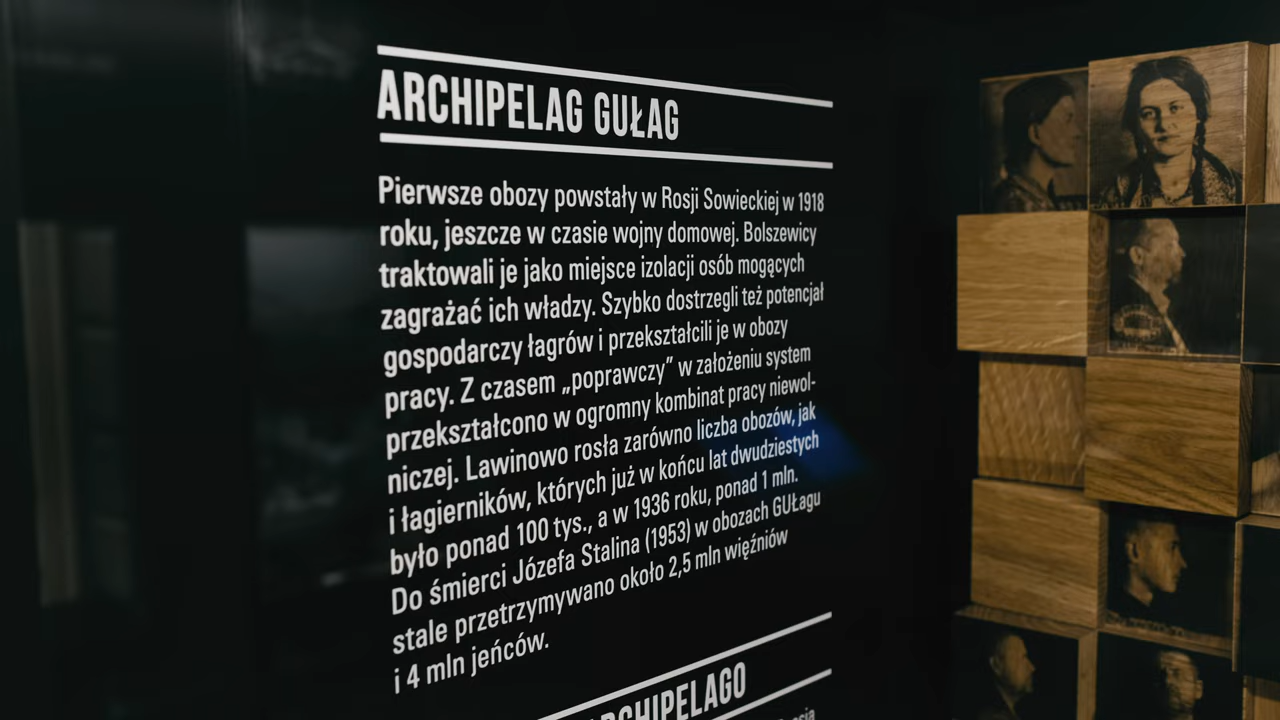 ARCHIPELAG GUŁAG
Pierwsze obozy powstały w Rosji Sowieckiej w 1918
roku, jeszcze w czasie wojny domowej. Bolszewicy
traktowali je jako miejsce izolacji osób mogących
zagrażać ich władzy. Szybko dostrzegli też potencjał
gospodarczy łagrów i przekształcili je w obozy
pracy. Z czasem „poprawczy” w założeniu system
przekształcono w ogromny kombinat pracy niewol-
niczej. Lawinowo rosła zarówno liczba obozów, jak
i łagierników, których już w końcu lat dwudziestych
było ponad 100 tys., a w 1936 roku, ponad 1 mln.
Do śmierci Józefa Stalina (1953) w obozach GUŁagu
stale przetrzymywano około 2,5 mln więźniów
i 4 mln jeńców.
ARCHIPELAGO